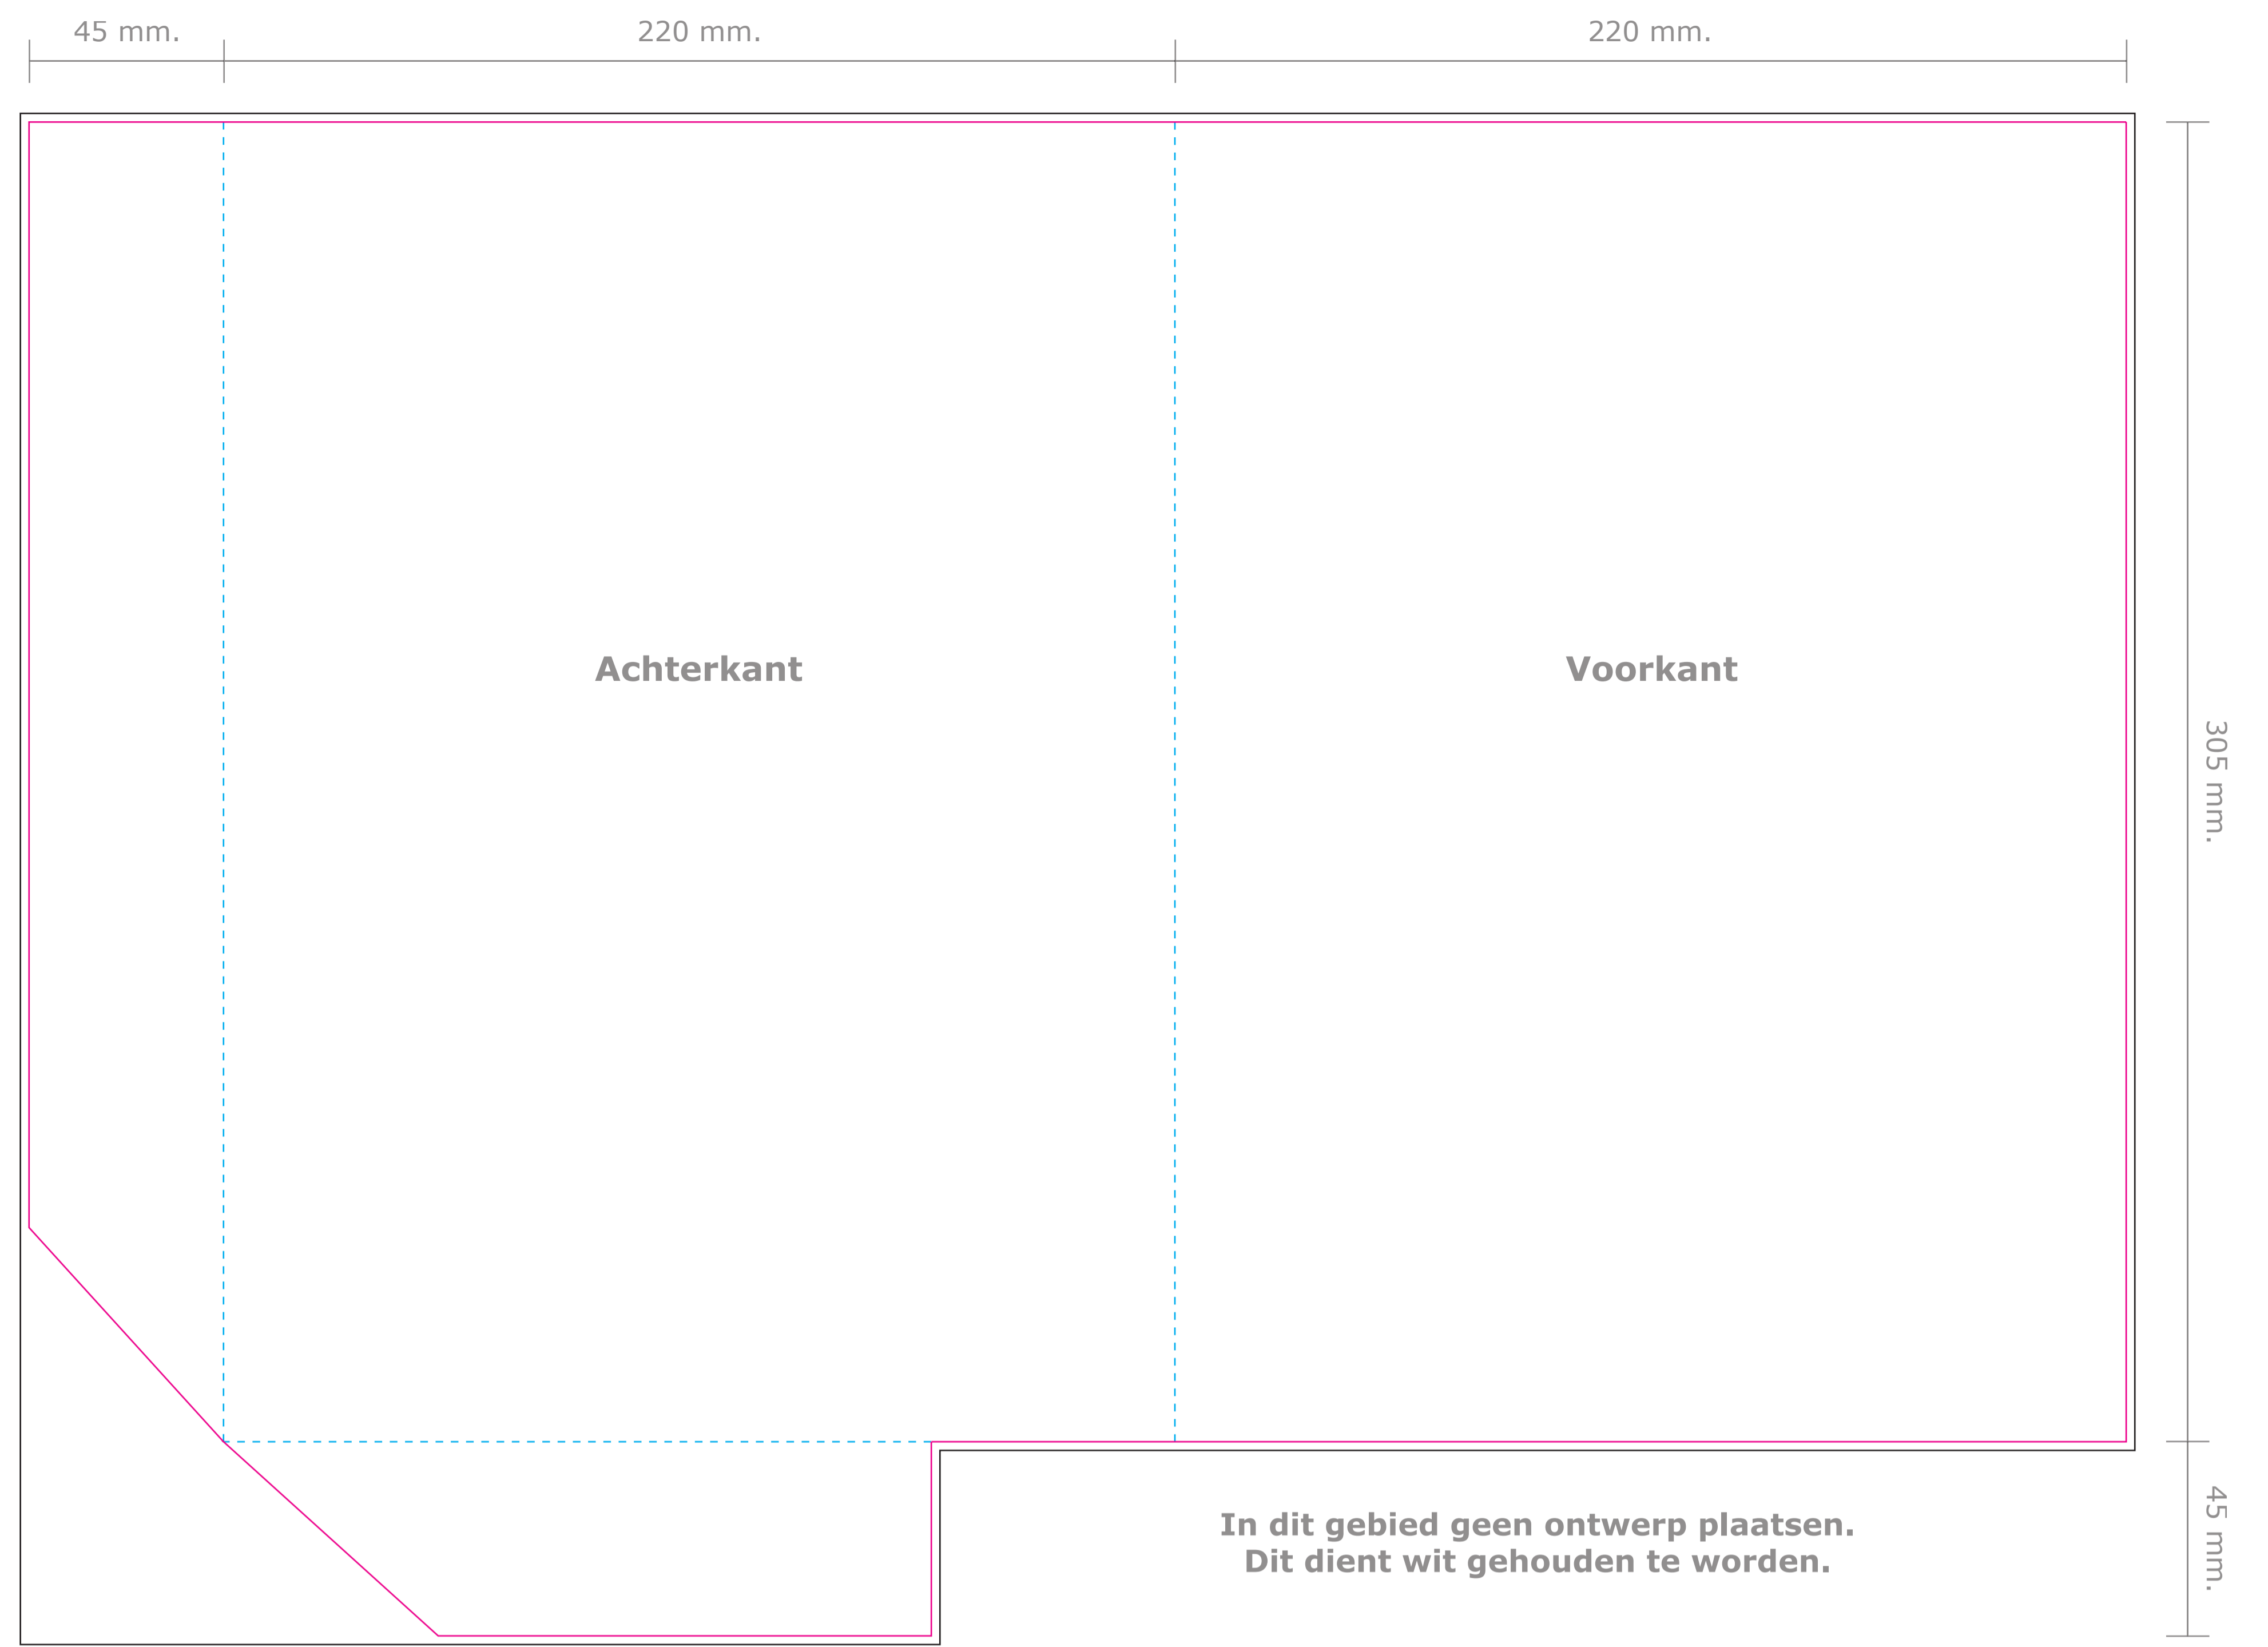 45 mm.
220 mm.
220 mm.
Achterkant
Voorkant
305 mm.
In dit gebied geen ontwerp plaatsen.
Dit dient wit gehouden te worden.
45 mm.